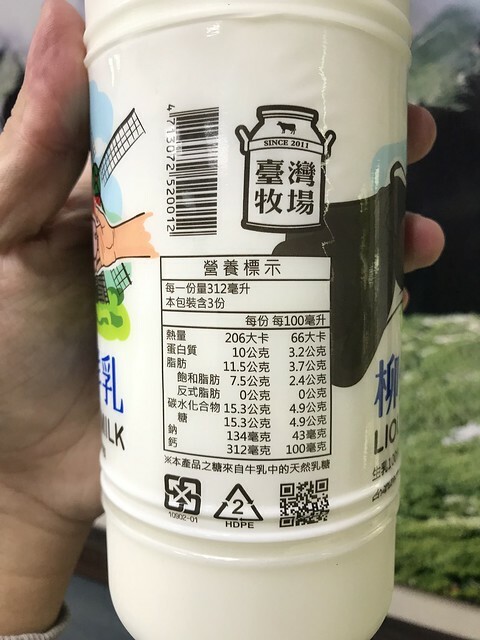 4713072520012
SINCE 2011
臺灣
牧場
營養標示
每一份量312毫升
本包裝含3份
每份 每100毫升
熱量 206大卡 66大卡
蛋白質 10公克 3.2公克
脂肪 11.5公克 3.7公克
飽和脂肪 7.5公克 2.4公克
反式脂肪 0公克 0公克
碳水化合物 15.3公克 4.9公克
糖 15.3公克 4.9公克
鈉 134毫克 43毫克
鈣 312毫克 100毫克
※本產品之糖來自牛乳中的天然乳糖
10902-01
2
HDPE
乳
MILK
柳
LIO